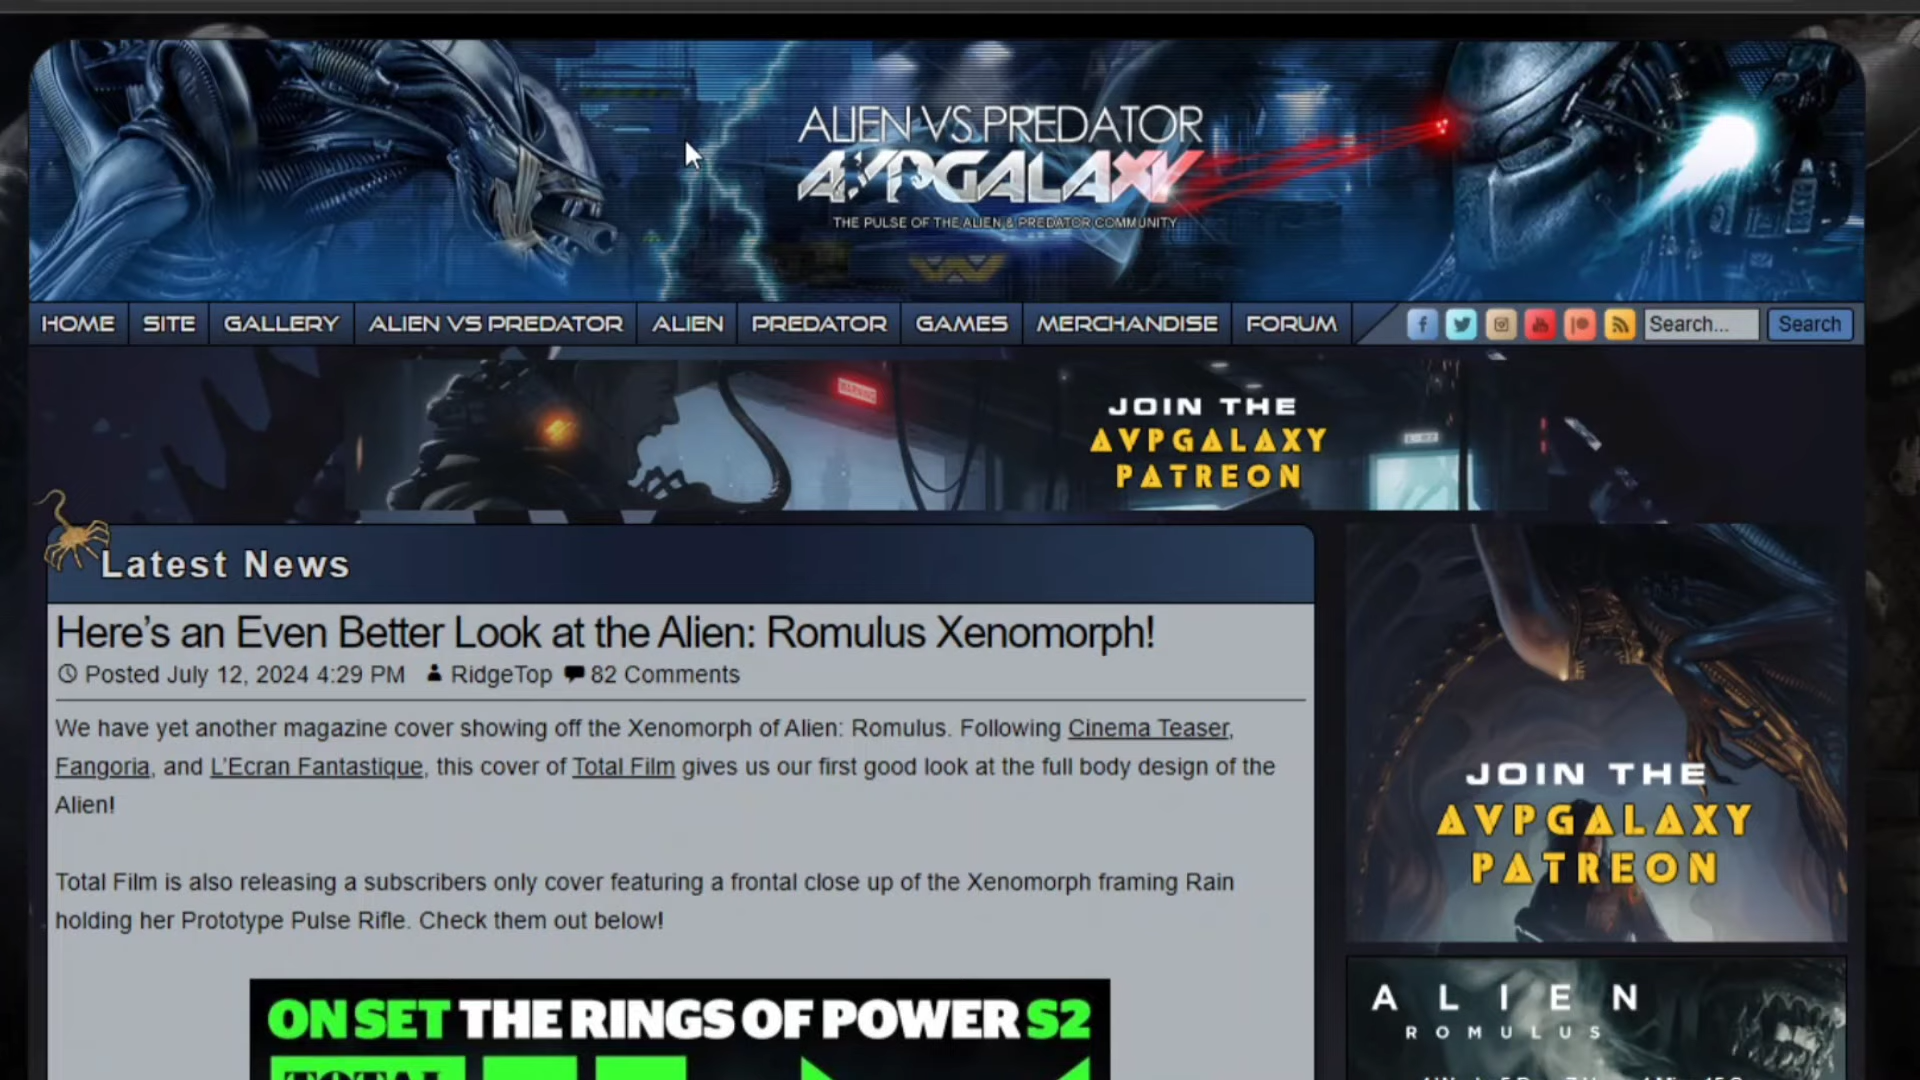 ALIEN VS PREDATOR
AVPGALAXY
THE PULSE OF THE ALIEN & PREDATOR COMMUNITY
HOME SITE GALLERY ALIEN VS PREDATOR ALIEN PREDATOR GAMES MERCHANDISE FORUM Search... Search
WARNING
JOIN THE
AVPGALAXY
PATREON
Latest News
Here's an Even Better Look at the Alien: Romulus Xenomorph!
Posted July 12, 2024 4:29 PM RidgeTop 82 Comments
We have yet another magazine cover showing off the Xenomorph of Alien: Romulus. Following Cinema Teaser,
Fangoria, and L'Ecran Fantastique, this cover of Total Film gives us our first good look at the full body design of the
Alien!
Total Film is also releasing a subscribers only cover featuring a frontal close up of the Xenomorph framing Rain
holding her Prototype Pulse Rifle. Check them out below!
ON SET THE RINGS OF POWER S2
TOTAL
JOIN THE
AVPGALAXY
PATREON
ALIEN
ROMULUS